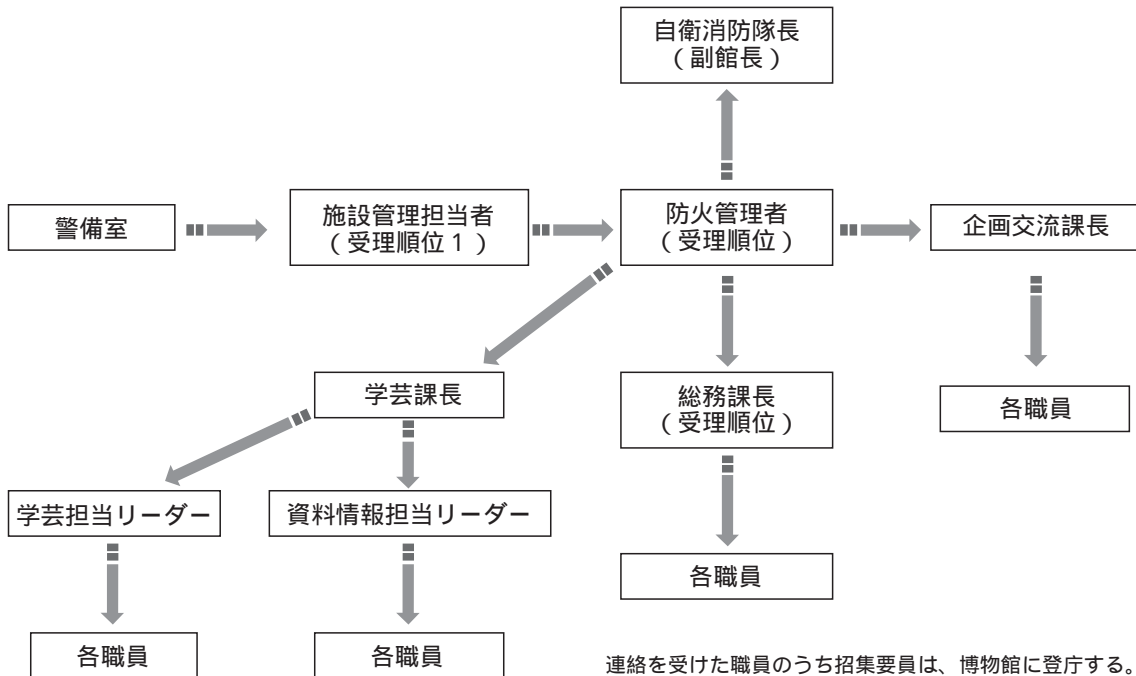 自衛消防隊長
（副館長）
警備室
施設管理担当者
（受理順位１）
防火管理者
（受理順位）
企画交流課長
学芸課長
総務課長
（受理順位）
各職員
学芸担当リーダー
資料情報担当リーダー
各職員
各職員
各職員
連絡を受けた職員のうち招集要員は、博物館に登庁する。